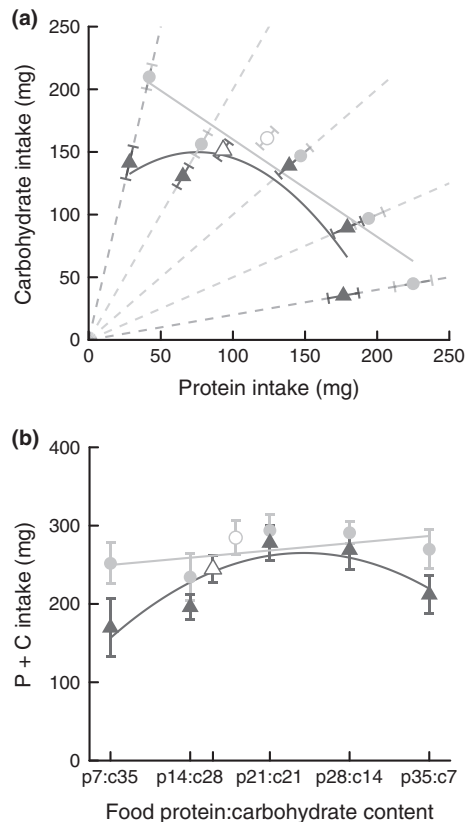 (a)
250
200
150
100
50
0
Carbohydrate intake (mg)
0 50 100 150 200 250
Protein intake (mg)
(b)
400
300
200
100
0
P + C intake (mg)
p7:c35 p14:c28 p21:c21 p28:c14 p35:c7
Food protein:carbohydrate content